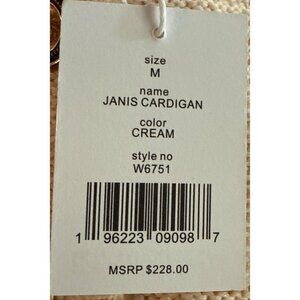 size
M
name
JANIS CARDIGAN
color
CREAM
style no
W6751
1 96223 09098 7
MSRP $228.00